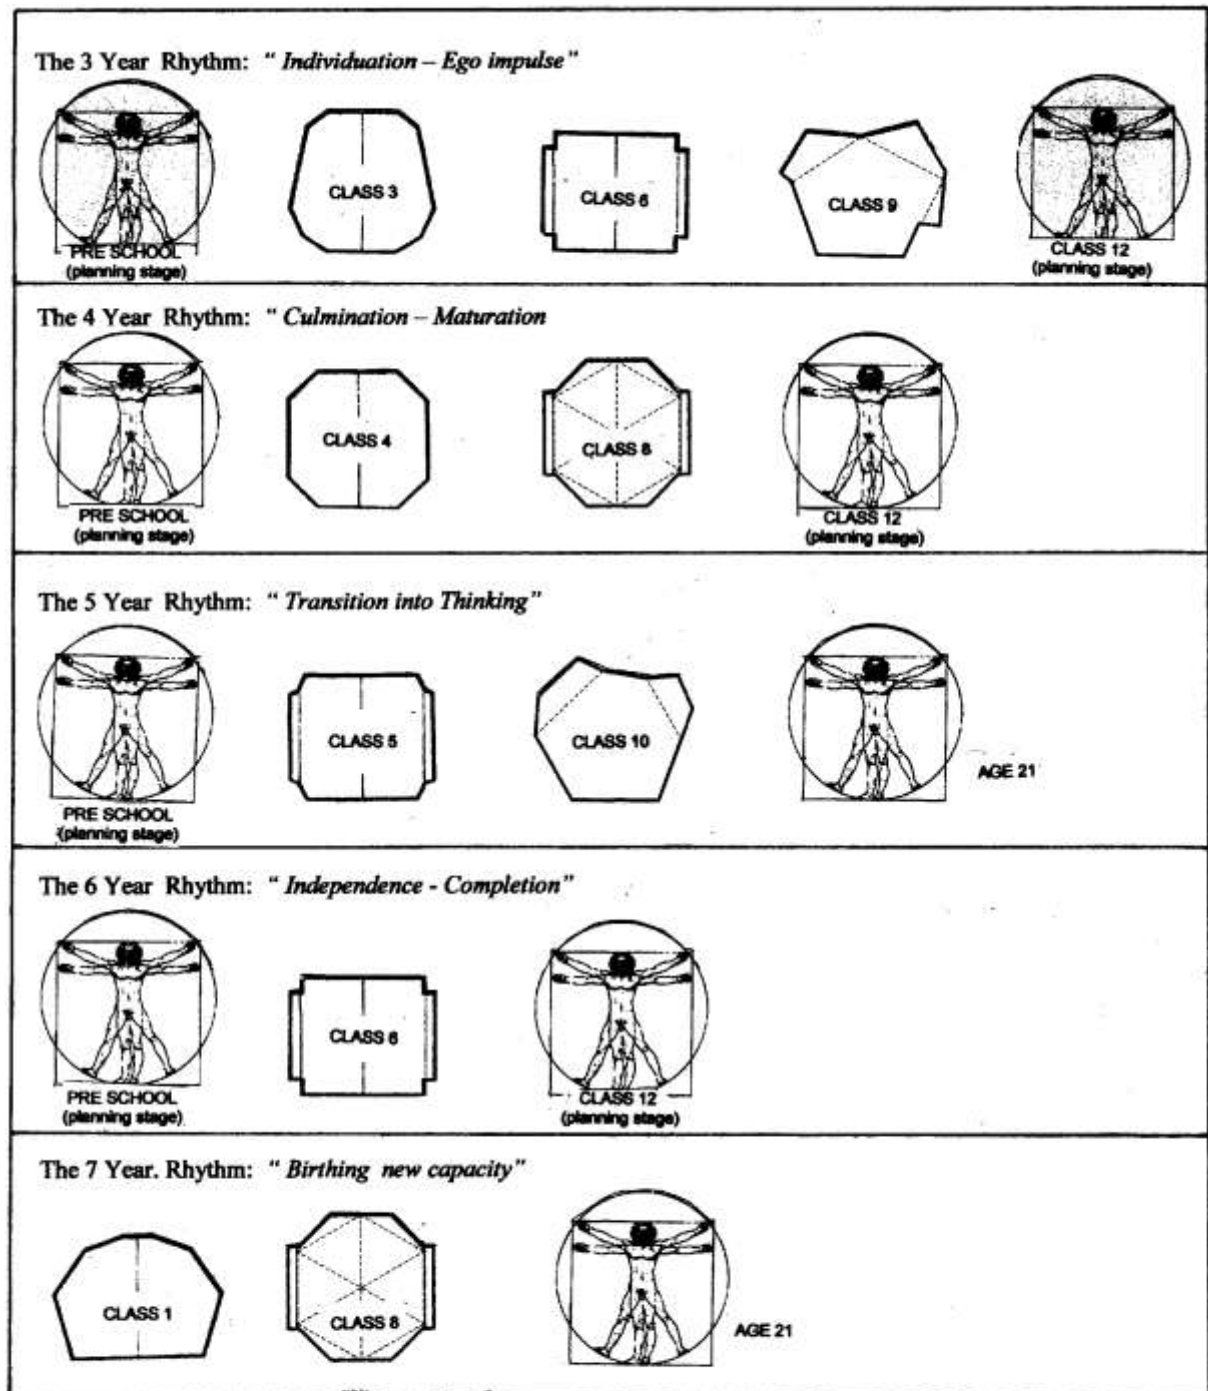 The 3 Year Rhythm: " Individuation – Ego impulse"
PRE SCHOOL
(planning stage)
CLASS 3
CLASS 6
CLASS 9
CLASS 12
(planning stage)
The 4 Year Rhythm: " Culmination – Maturation
PRE SCHOOL
(planning stage)
CLASS 4
CLASS 8
CLASS 12
(planning stage)
The 5 Year Rhythm: " Transition into Thinking"
PRE SCHOOL
(planning stage)
CLASS 5
CLASS 10
AGE 21
The 6 Year Rhythm: " Independence - Completion"
PRE SCHOOL
(planning stage)
CLASS 6
CLASS 12
(planning stage)
The 7 Year. Rhythm: " Birthing new capacity"
CLASS 1
CLASS 8
AGE 21